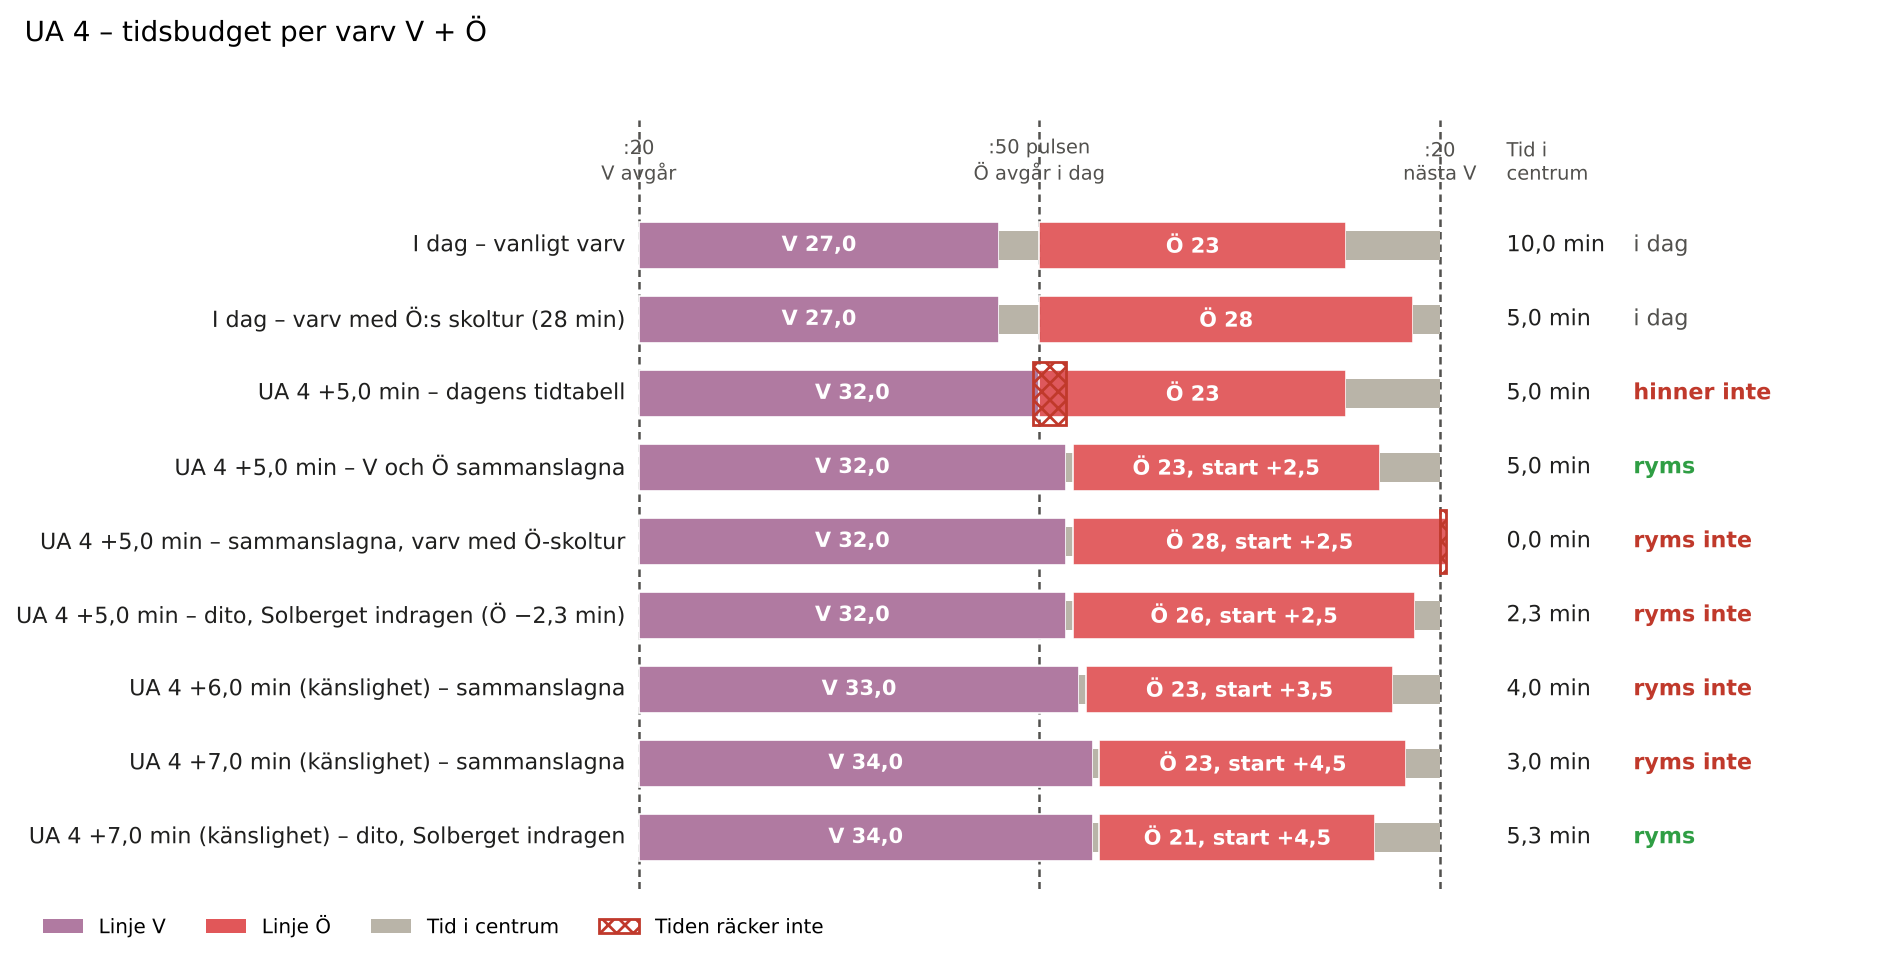 UA 4 – tidsbudget per varv V + Ö
:20
V avgår
:50 pulsen
Ö avgår i dag
:20
nästa V
Tid i
centrum
I dag – vanligt varv V 27,0 Ö 23 10,0 min i dag
I dag – varv med Ö:s skoltur (28 min) V 27,0 Ö 28 5,0 min i dag
UA 4 +5,0 min – dagens tidtabell V 32,0 Ö 23 5,0 min hinner inte
UA 4 +5,0 min – V och Ö sammanslagna V 32,0 Ö 23, start +2,5 5,0 min ryms
UA 4 +5,0 min – sammanslagna, varv med Ö-skoltur V 32,0 Ö 28, start +2,5 0,0 min ryms inte
UA 4 +5,0 min – dito, Solberget indragen (Ö −2,3 min) V 32,0 Ö 26, start +2,5 2,3 min ryms inte
UA 4 +6,0 min (känslighet) – sammanslagna V 33,0 Ö 23, start +3,5 4,0 min ryms inte
UA 4 +7,0 min (känslighet) – sammanslagna V 34,0 Ö 23, start +4,5 3,0 min ryms inte
UA 4 +7,0 min (känslighet) – dito, Solberget indragen V 34,0 Ö 21, start +4,5 5,3 min ryms
Linje V Linje Ö Tid i centrum Tiden räcker inte